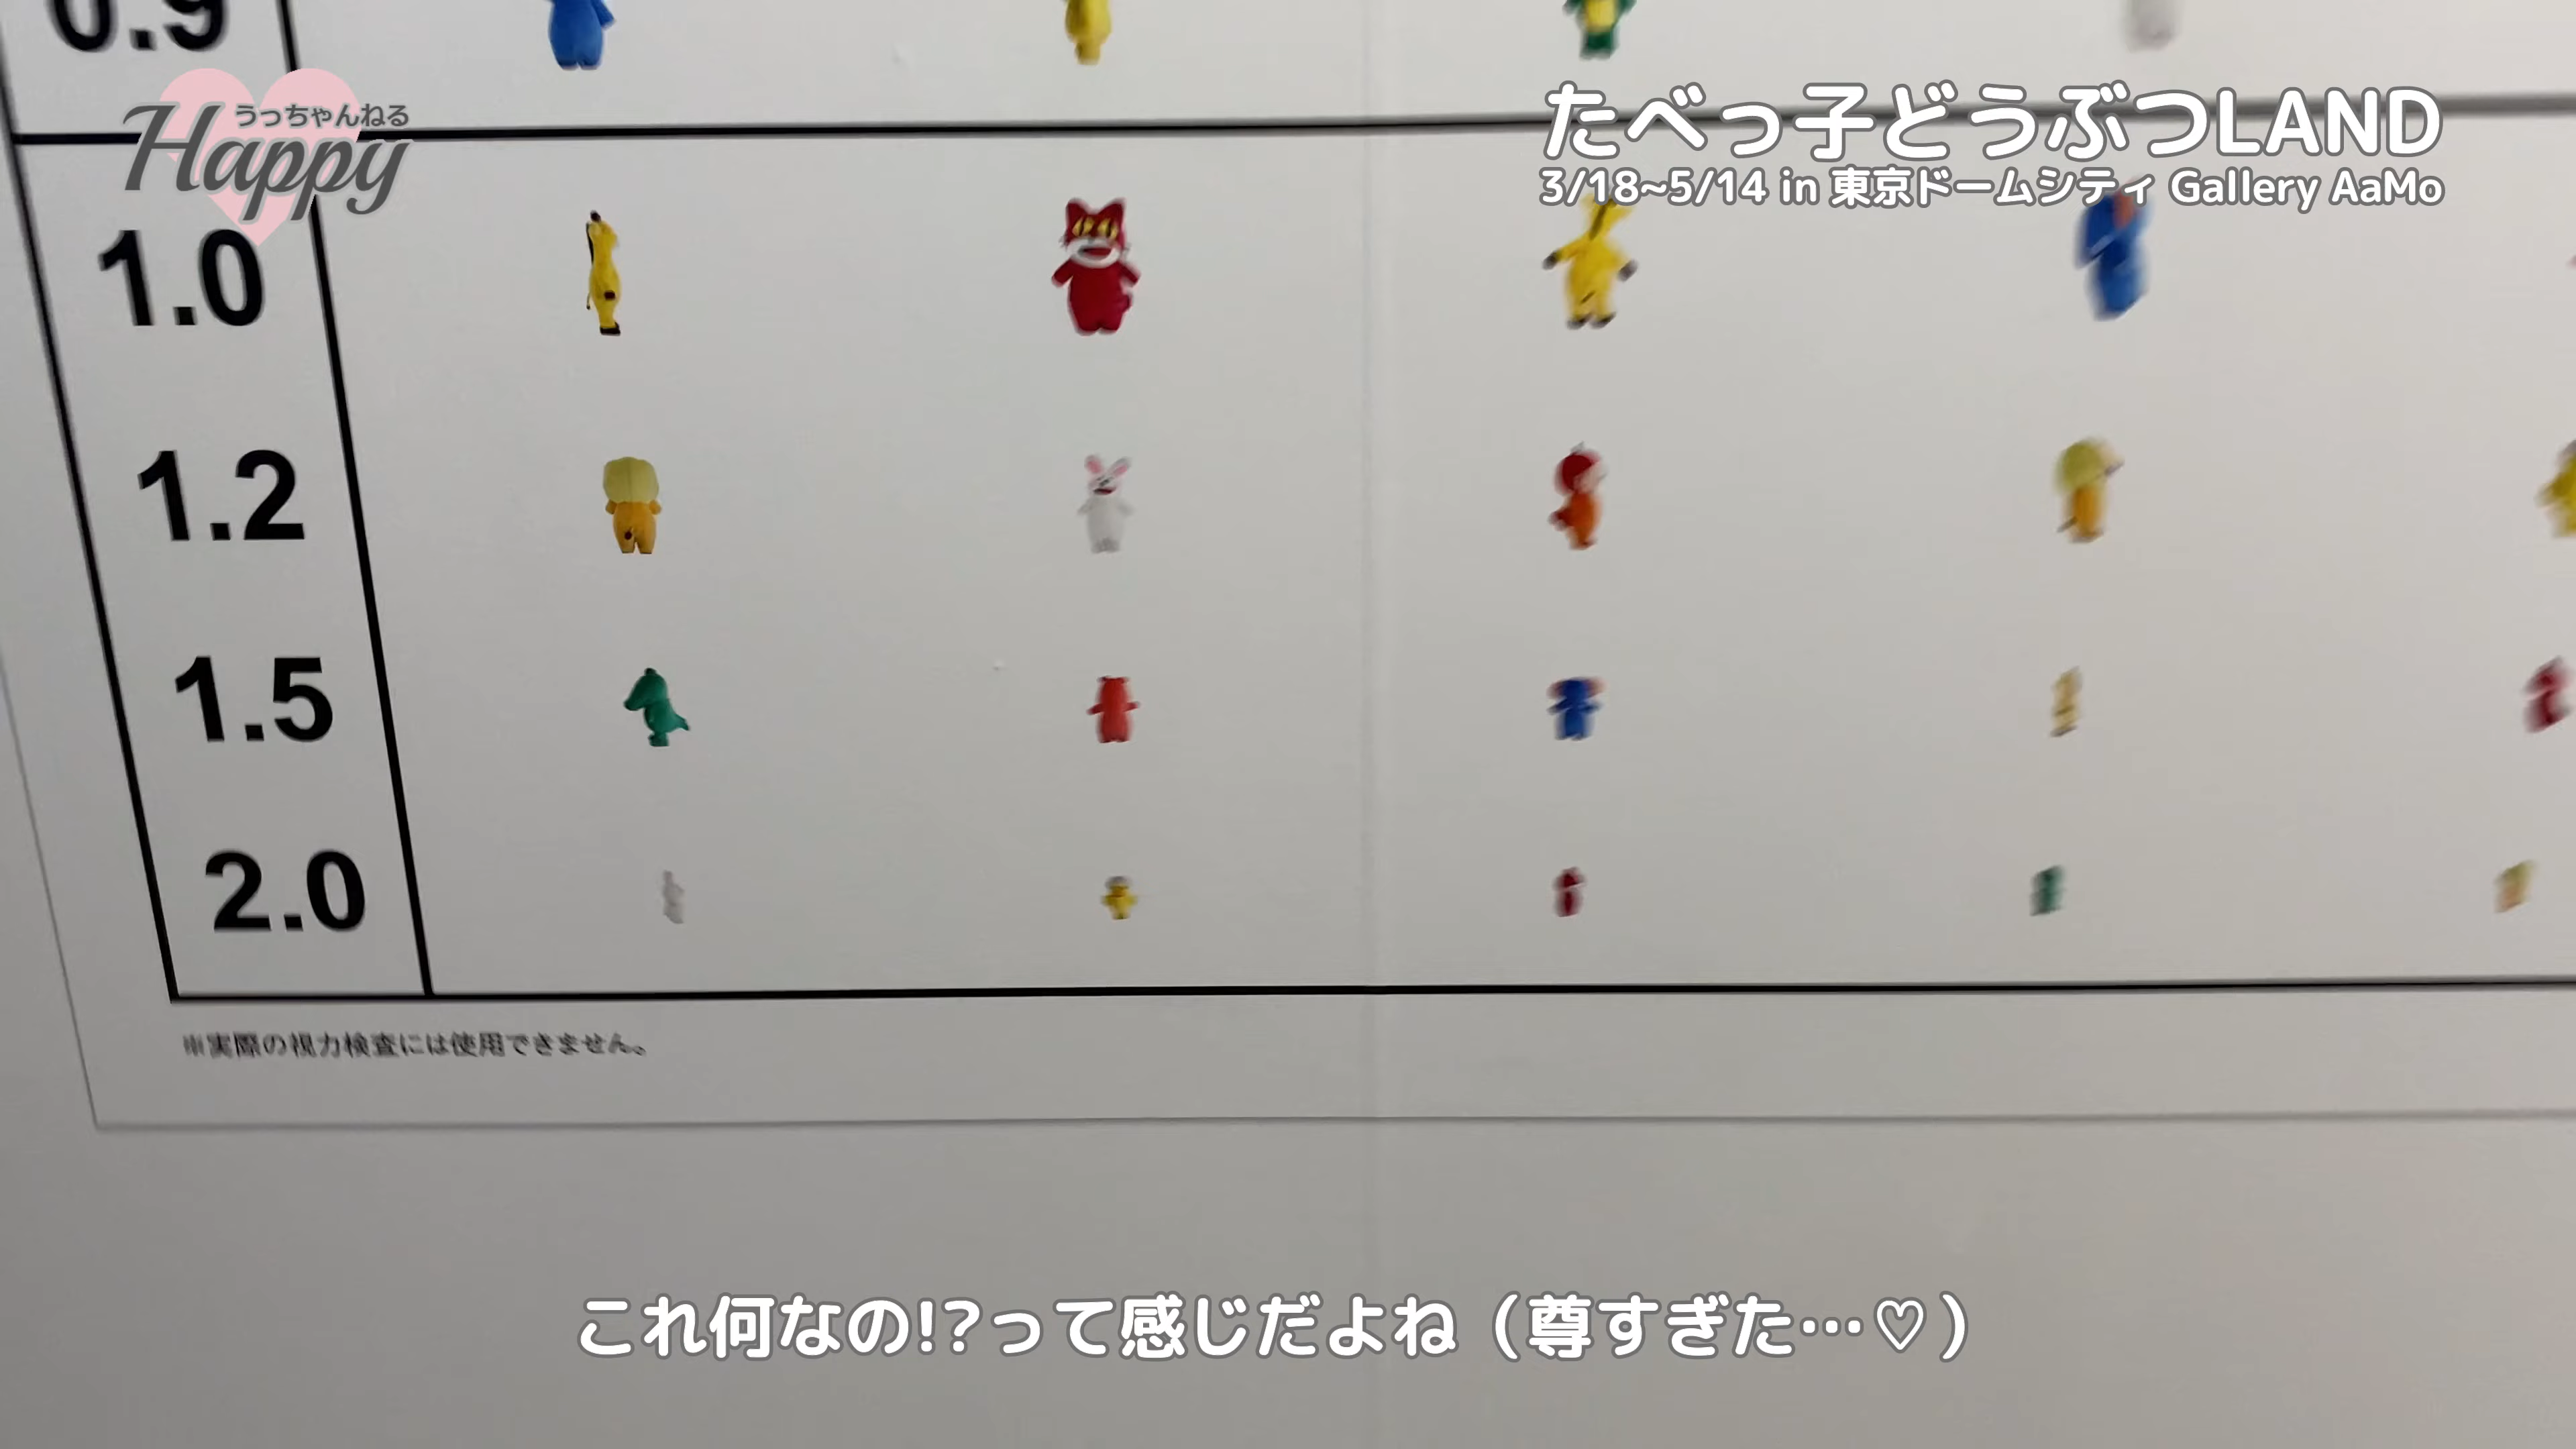 0.9
うっちゃんねる
Happy
たべっ子どうぶつLAND
3/18~5/14 in 東京ドームシティ Gallery AaMo
1.0
1.2
1.5
2.0
※実際の視力検査には使用できません。
これ何なの!?って感じだよね（尊すぎた…♡）